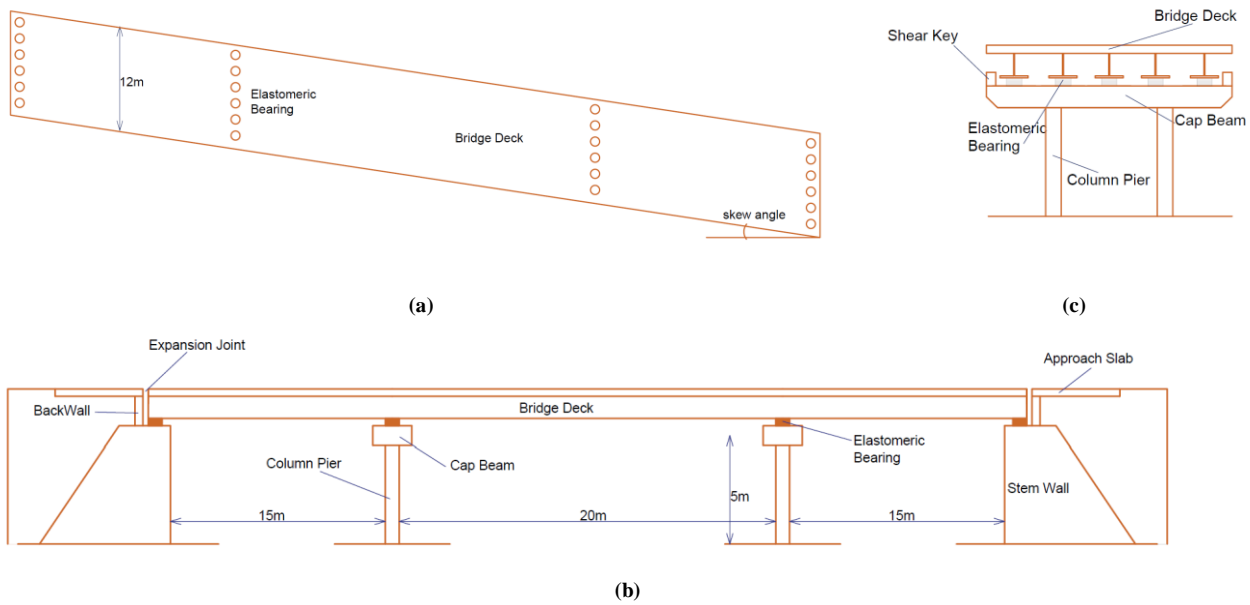 12m
Elastomeric
Bearing
Bridge Deck
skew angle
(a)
Bridge Deck
Shear Key
Elastomeric
Bearing
Cap Beam
Column Pier
(c)
Expansion Joint
Approach Slab
BackWall
Bridge Deck
Column Pier
Cap Beam
Elastomeric
Bearing
5m
Stem Wall
15m
20m
15m
(b)